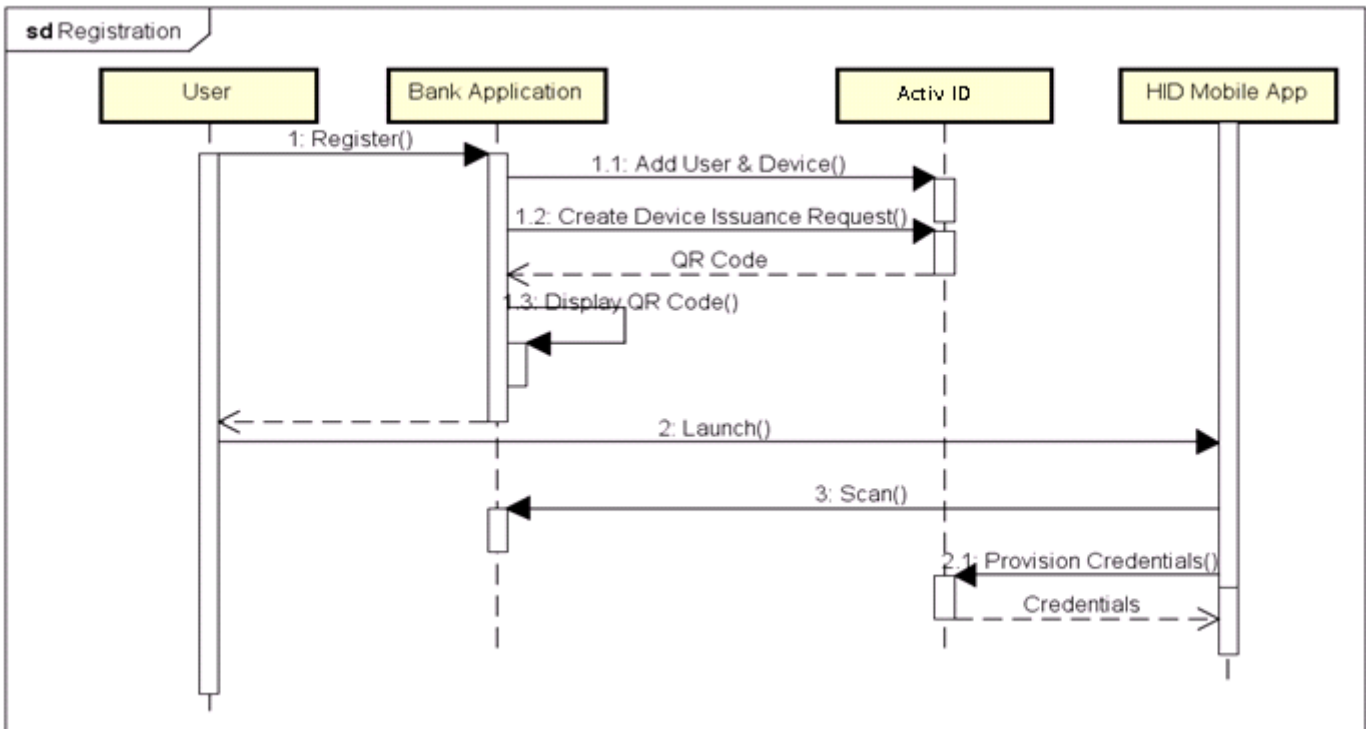 sd Registration
User
Bank Application
Activ ID
HID Mobile App
1: Register()
1.1: Add User & Device()
1.2: Create Device Issuance Request()
QR Code
1.3: Display QR Code()
2: Launch()
3: Scan()
2.1: Provision Credentials()
Credentials